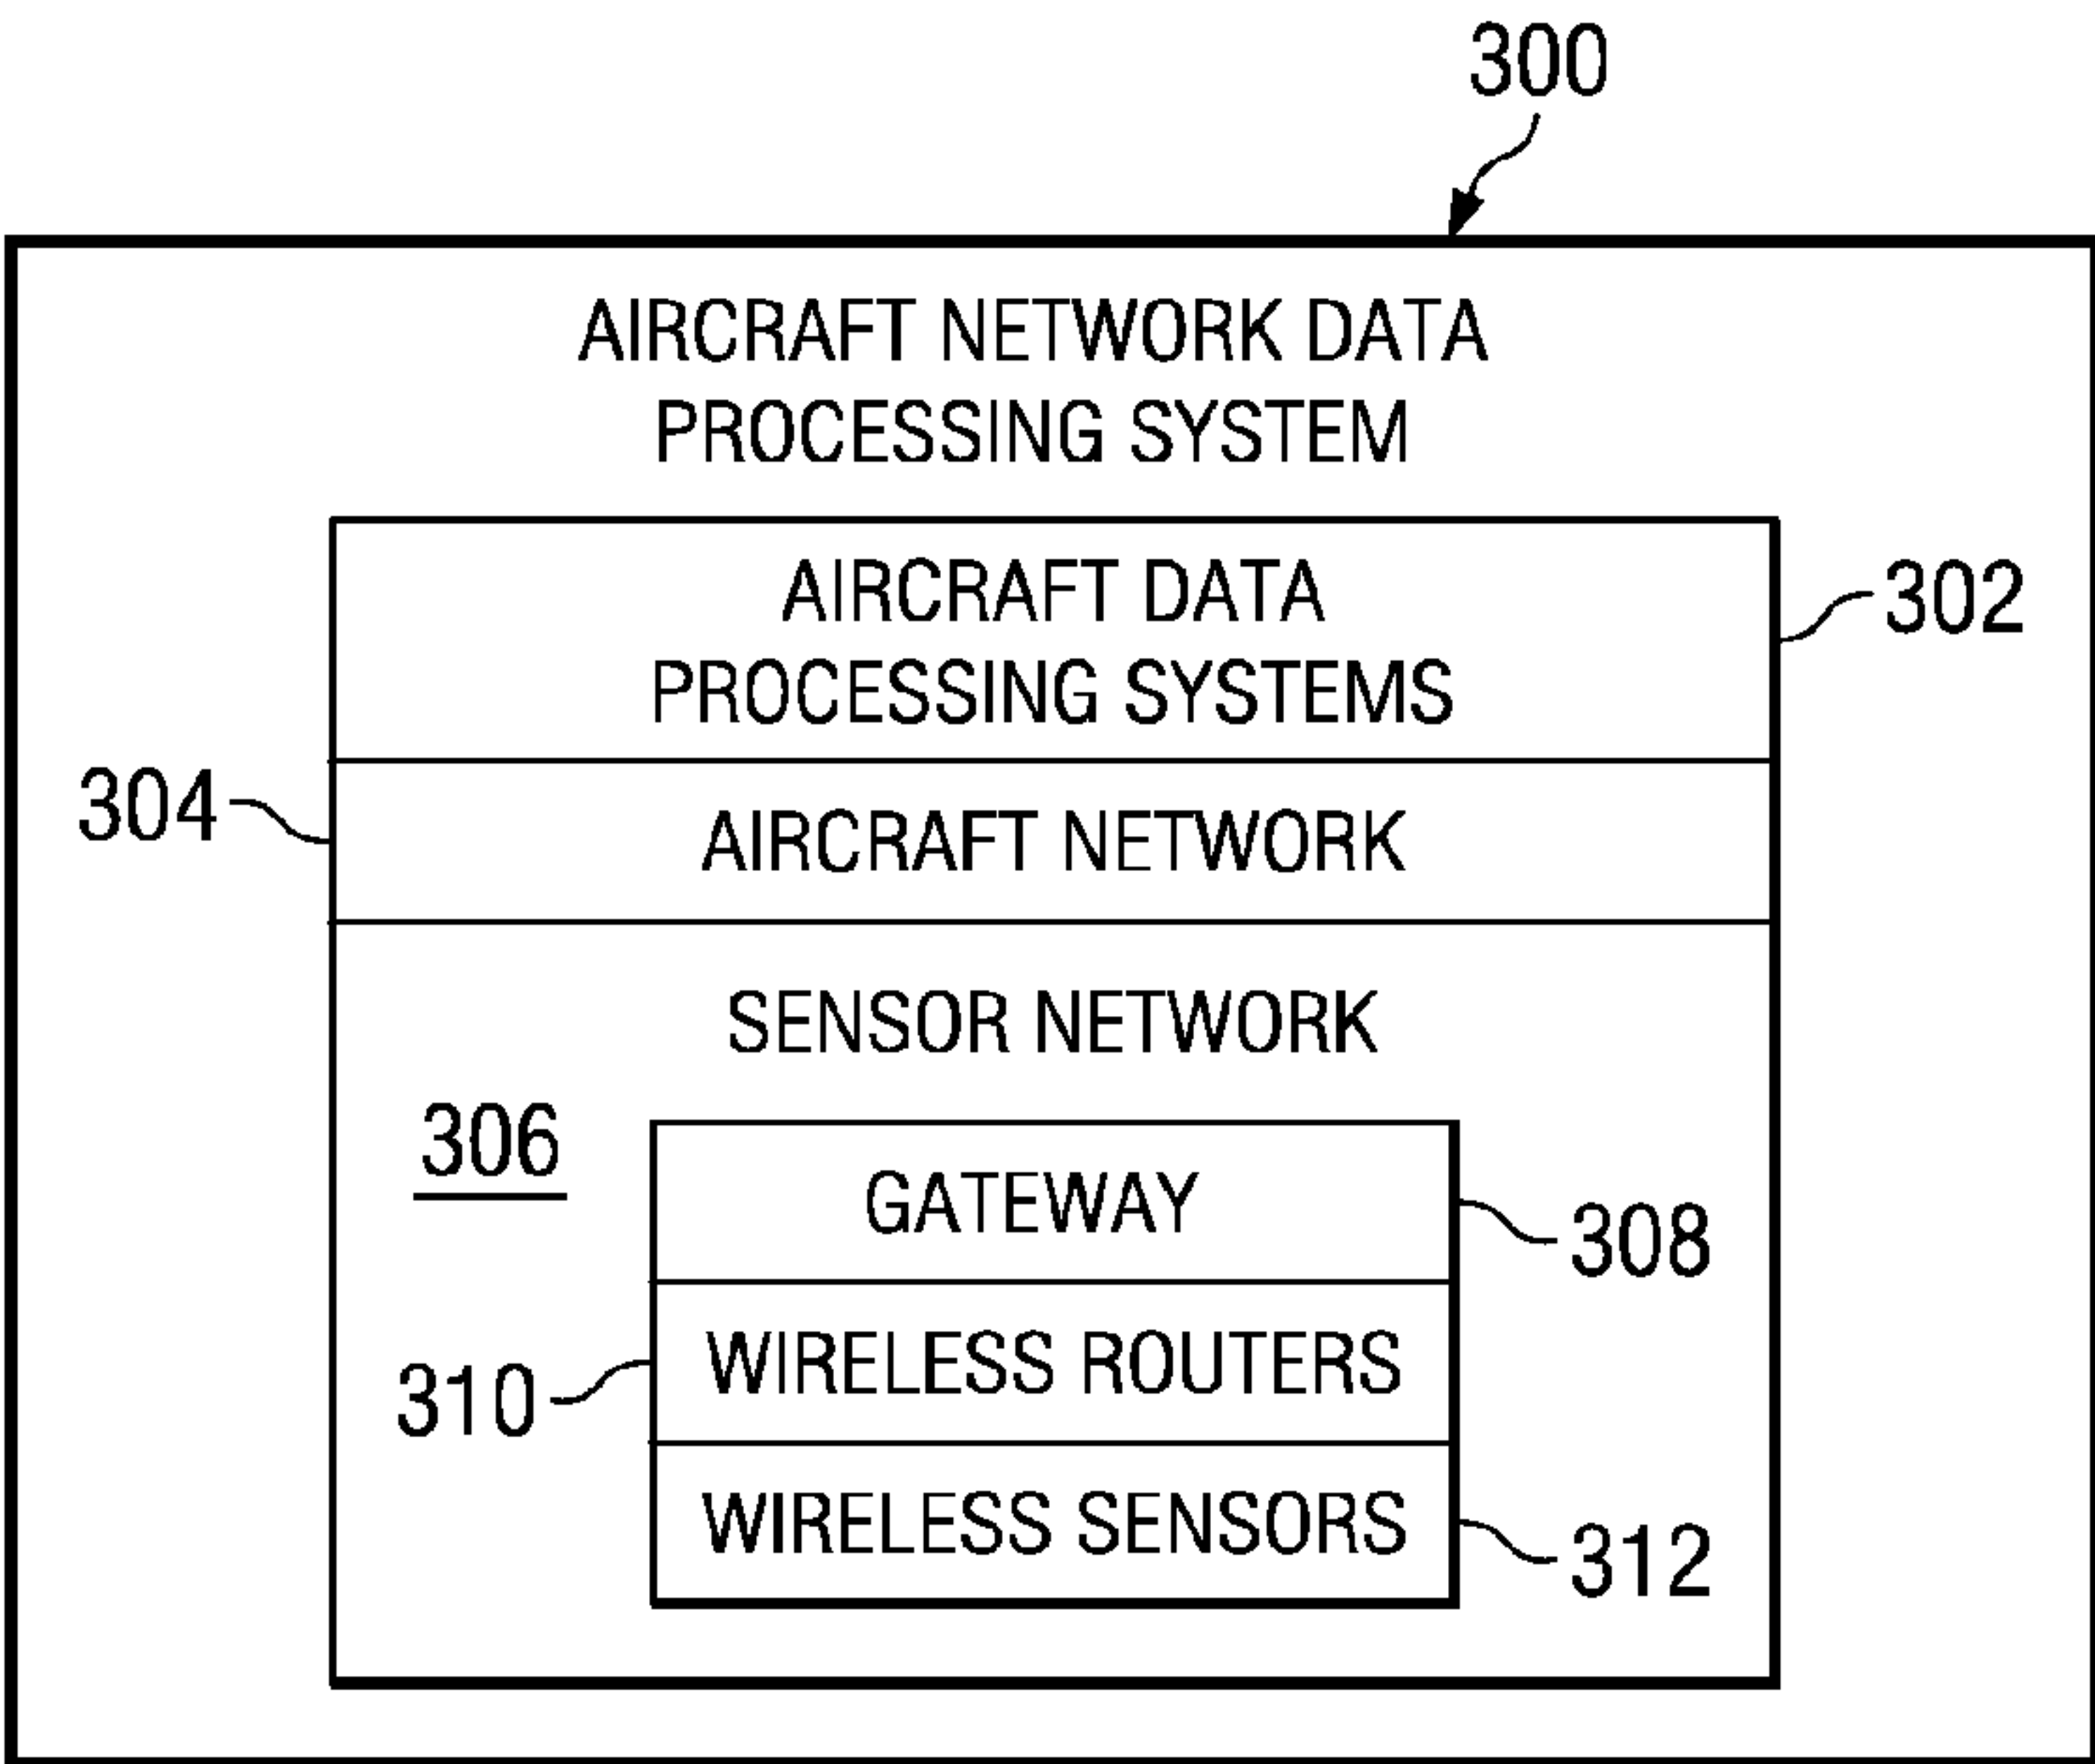 300
AIRCRAFT NETWORK DATA
PROCESSING SYSTEM
AIRCRAFT DATA
PROCESSING SYSTEMS
302
304
AIRCRAFT NETWORK
SENSOR NETWORK
306
GATEWAY
308
WIRELESS ROUTERS
310
WIRELESS SENSORS
312